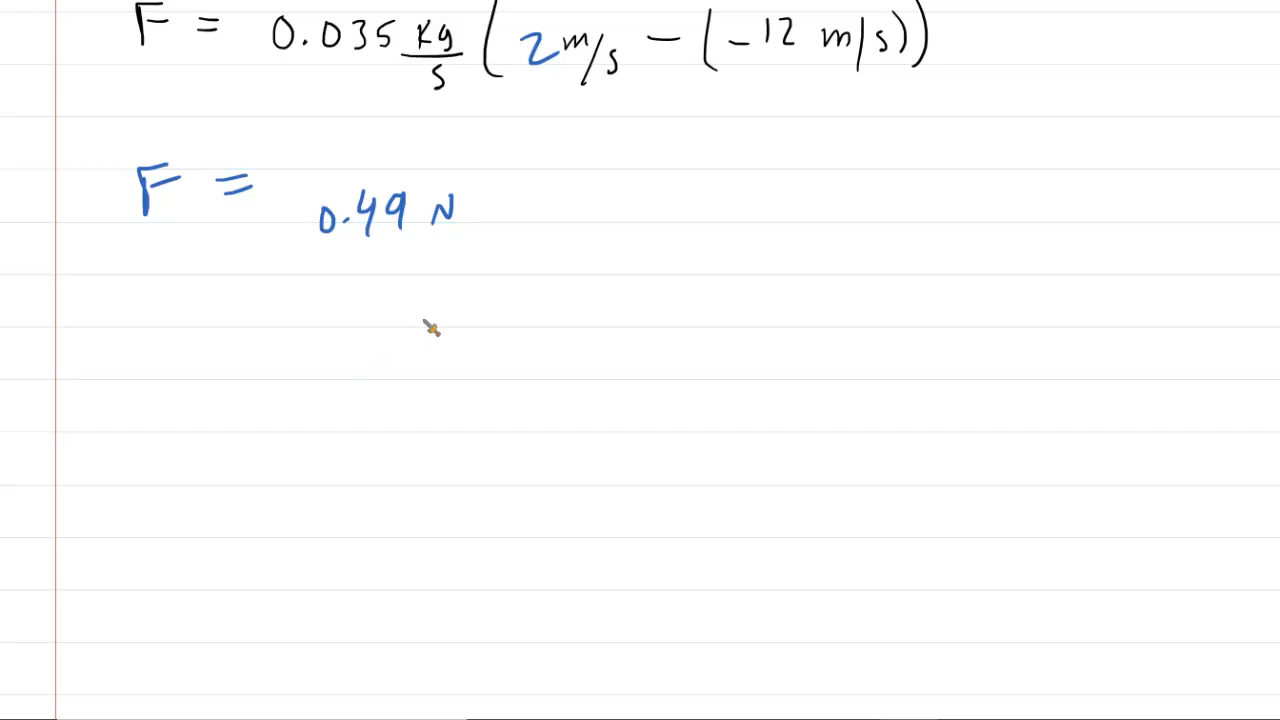 F = 0.035 kg/s (2 m/s - (-12 m/s))
F = 0.49 N